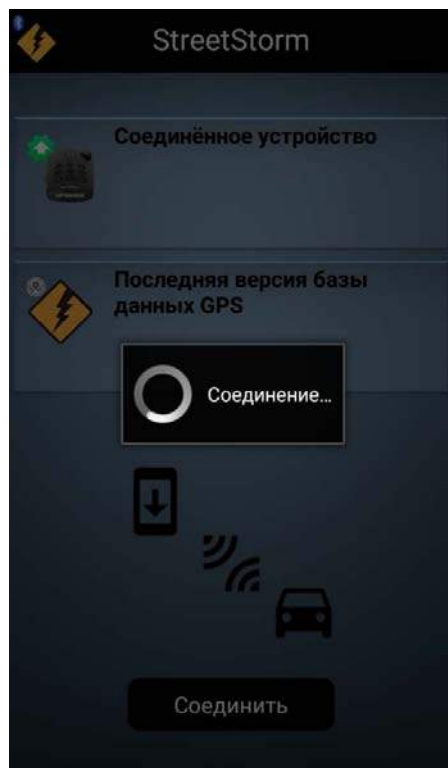 StreetStorm
Соединённое устройство
Последняя версия базы
данных GPS
Соединение...
Соединить